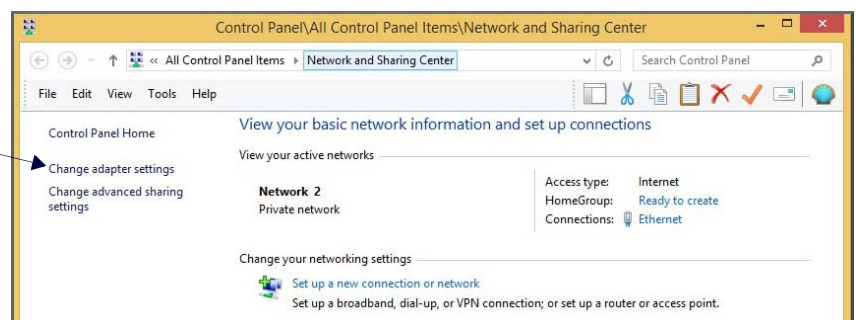 Control Panel\All Control Panel Items\Network and Sharing Center
« All Control Panel Items ▸ Network and Sharing Center
Search Control Panel
File Edit View Tools Help
Control Panel Home
Change adapter settings
Change advanced sharing
settings
View your basic network information and set up connections
View your active networks
Network 2
Private network
Access type: Internet
HomeGroup: Ready to create
Connections: Ethernet
Change your networking settings
Set up a new connection or network
Set up a broadband, dial-up, or VPN connection; or set up a router or access point.